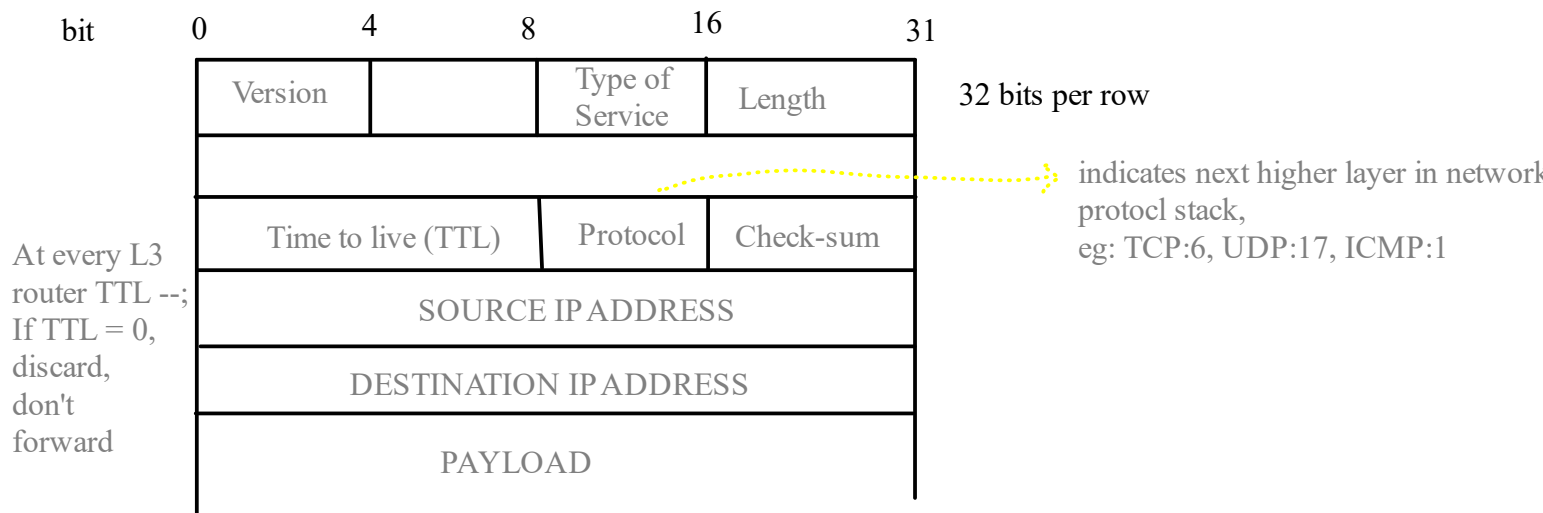 bit 0 4 8 16 31
Version
Type of
Service
Length
32 bits per row
indicates next higher layer in network
protocl stack,
eg: TCP:6, UDP:17, ICMP:1
Time to live (TTL)
Protocol
Check-sum
At every L3
router TTL --;
If TTL = 0,
discard,
don't
forward
SOURCE IP ADDRESS
DESTINATION IP ADDRESS
PAYLOAD